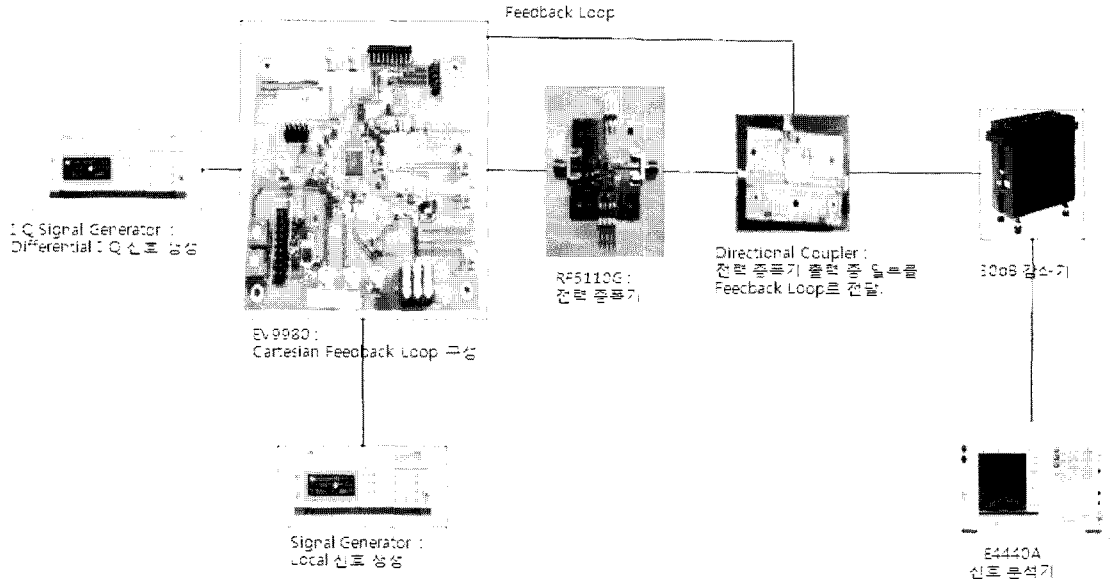 Feedback Loop
I Q Signal Generator :
Differential I Q 신호 생성
EV9980 :
Cartesian Feedback Loop 구성
RF5110G :
전력 증폭기
Directional Coupler :
전력 증폭기 출력 중 일부를
Feedback Loop로 전달.
30dB 감쇠기
Signal Generator :
Local 신호 생성
E4440A
신호 분석기